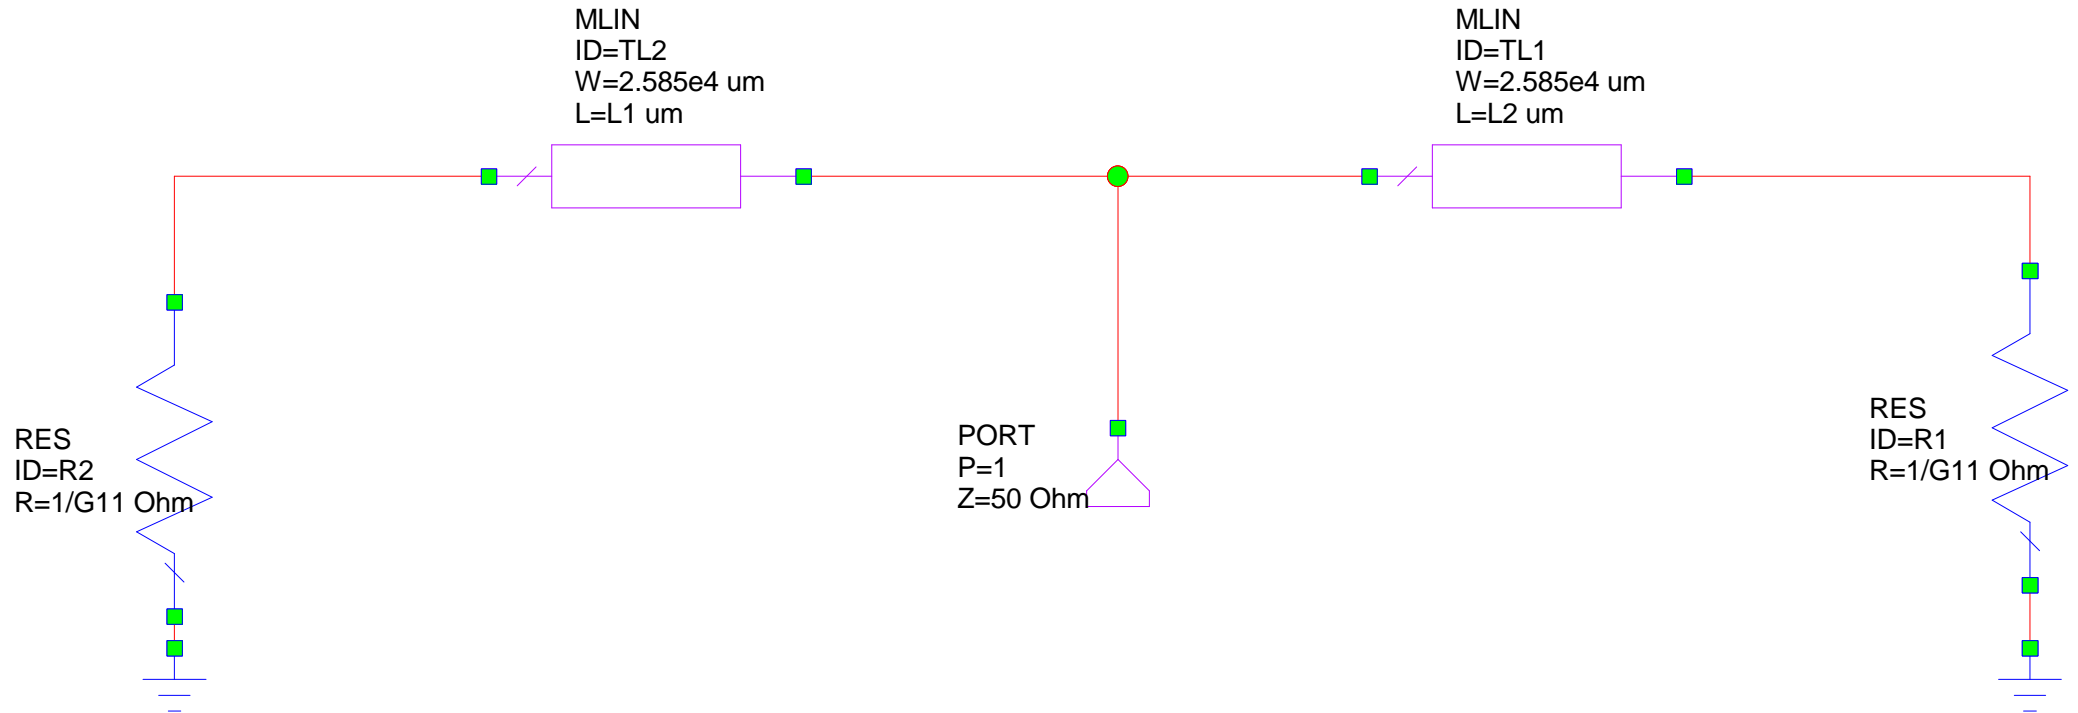 MLIN
ID=TL2
W=2.585e4 um
L=L1 um
MLIN
ID=TL1
W=2.585e4 um
L=L2 um
RES
ID=R2
R=1/G11 Ohm
PORT
P=1
Z=50 Ohm
RES
ID=R1
R=1/G11 Ohm